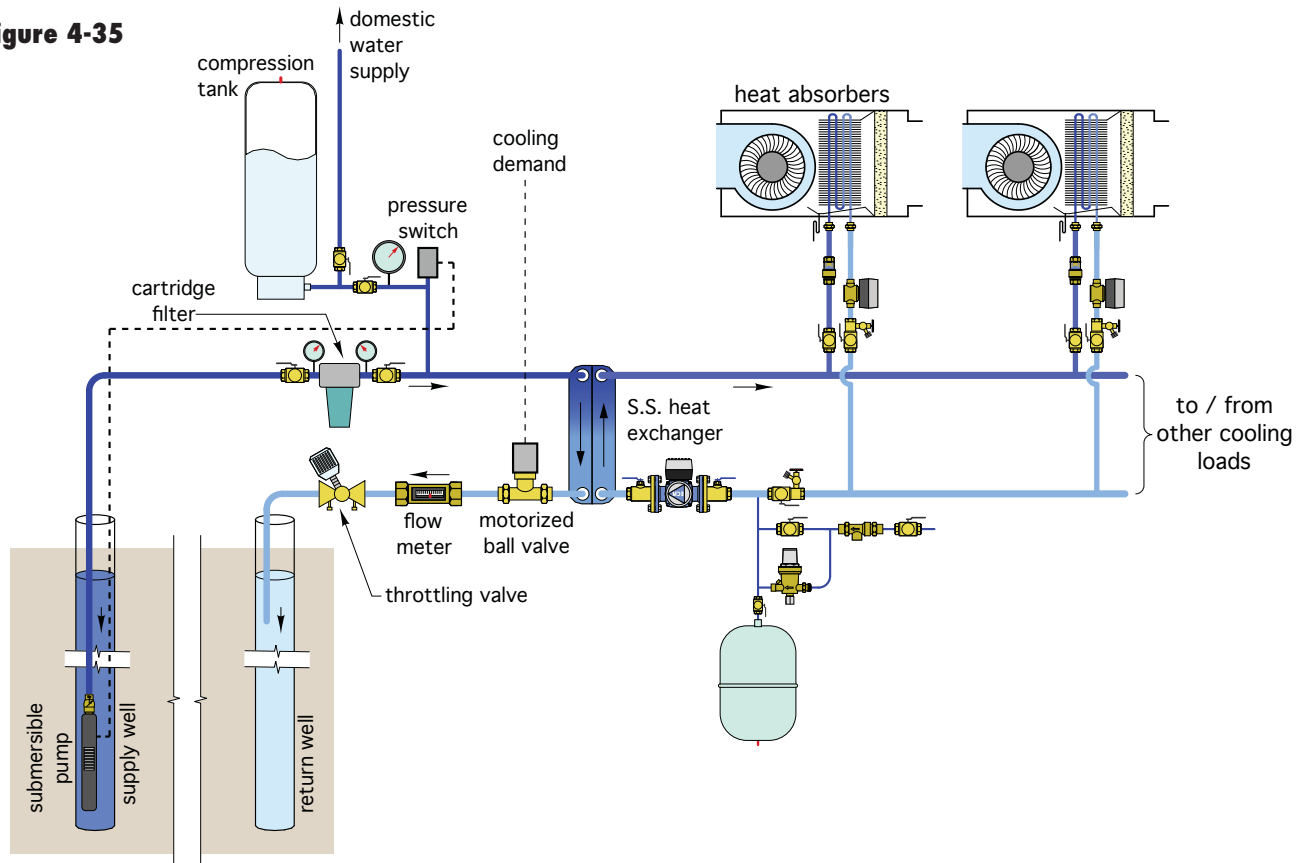 igure 4-35
domestic
water
supply
compression
tank
heat absorbers
cooling
demand
pressure
switch
cartridge
filter
S.S. heat
exchanger
to / from
other cooling
loads
flow
meter
motorized
ball valve
throttling valve
submersible
pump
supply well
return well